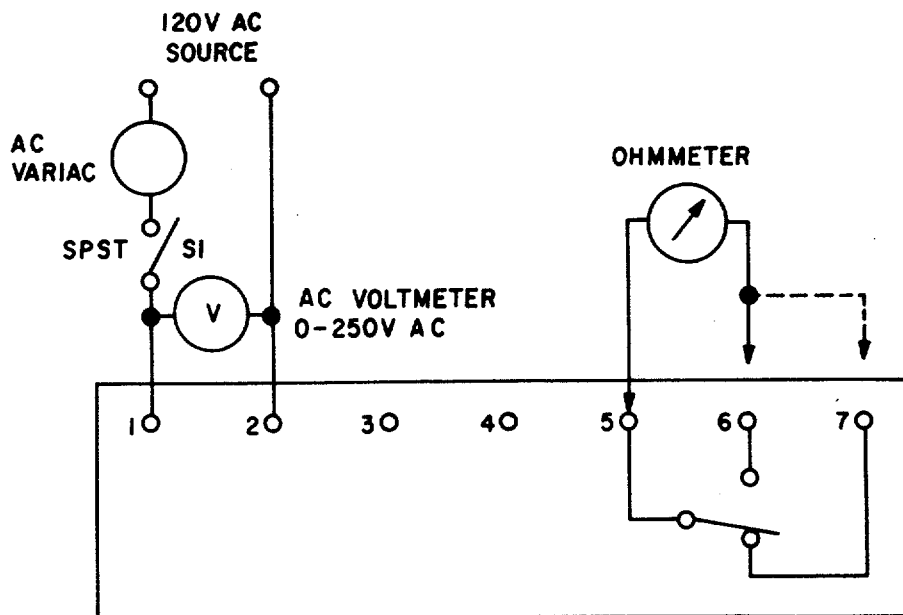 120V AC
SOURCE
AC
VARIAC
OHMMETER
SPST S1
V
AC VOLTMETER
0-250V AC
1 2 3 4 5 6 7